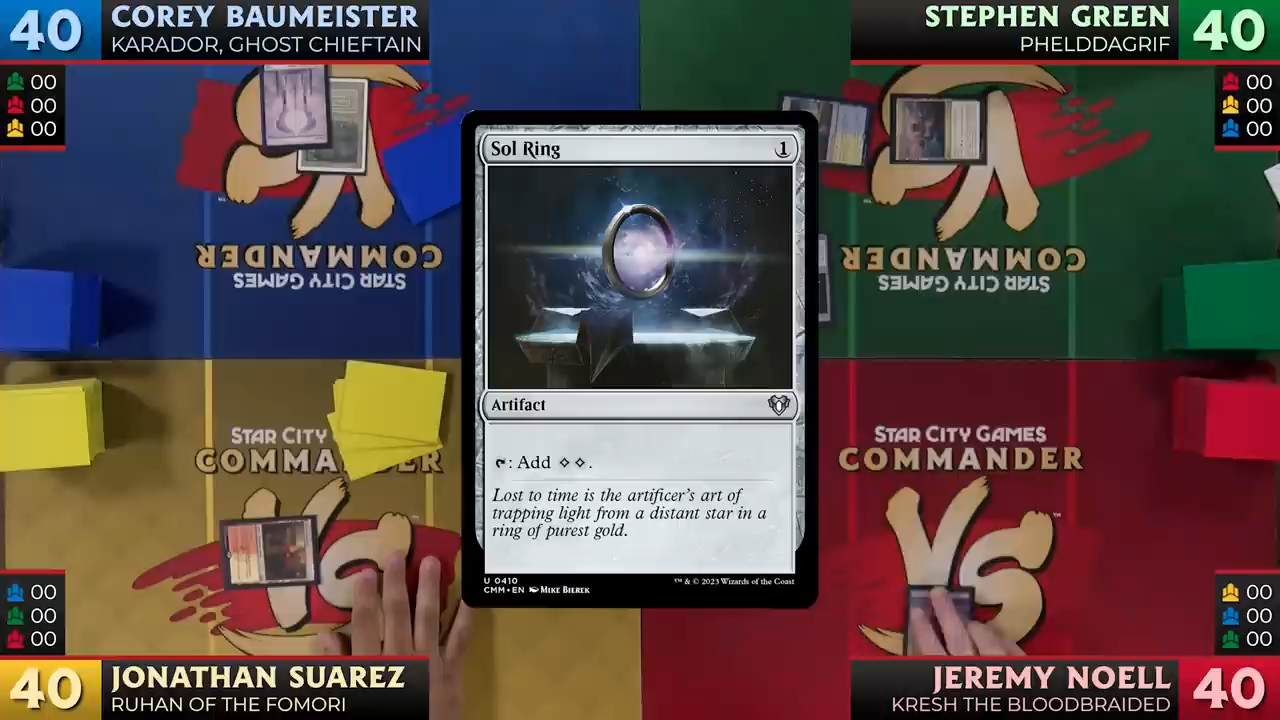 40
COREY BAUMEISTER
KARADOR, GHOST CHIEFTAIN
00
00
00
STEPHEN GREEN
PHELDDAGRIF
40
00
00
00
COMMANDER
STAR CITY GAMES
COMMANDER
STAR CITY GAMES
Sol Ring
1
Artifact
: Add
.
Lost to time is the artificer's art of
trapping light from a distant star in a
ring of purest gold.
U 0410
CMM • EN MIKE BIEREK
™ & © 2023 Wizards of the Coast
STAR CITY
COMMANDER
VS
STAR CITY GAMES
COMMANDER
VS
00
00
00
40
JONATHAN SUAREZ
RUHAN OF THE FOMORI
00
00
00
JEREMY NOELL
KRESH THE BLOODBRAIDED
40